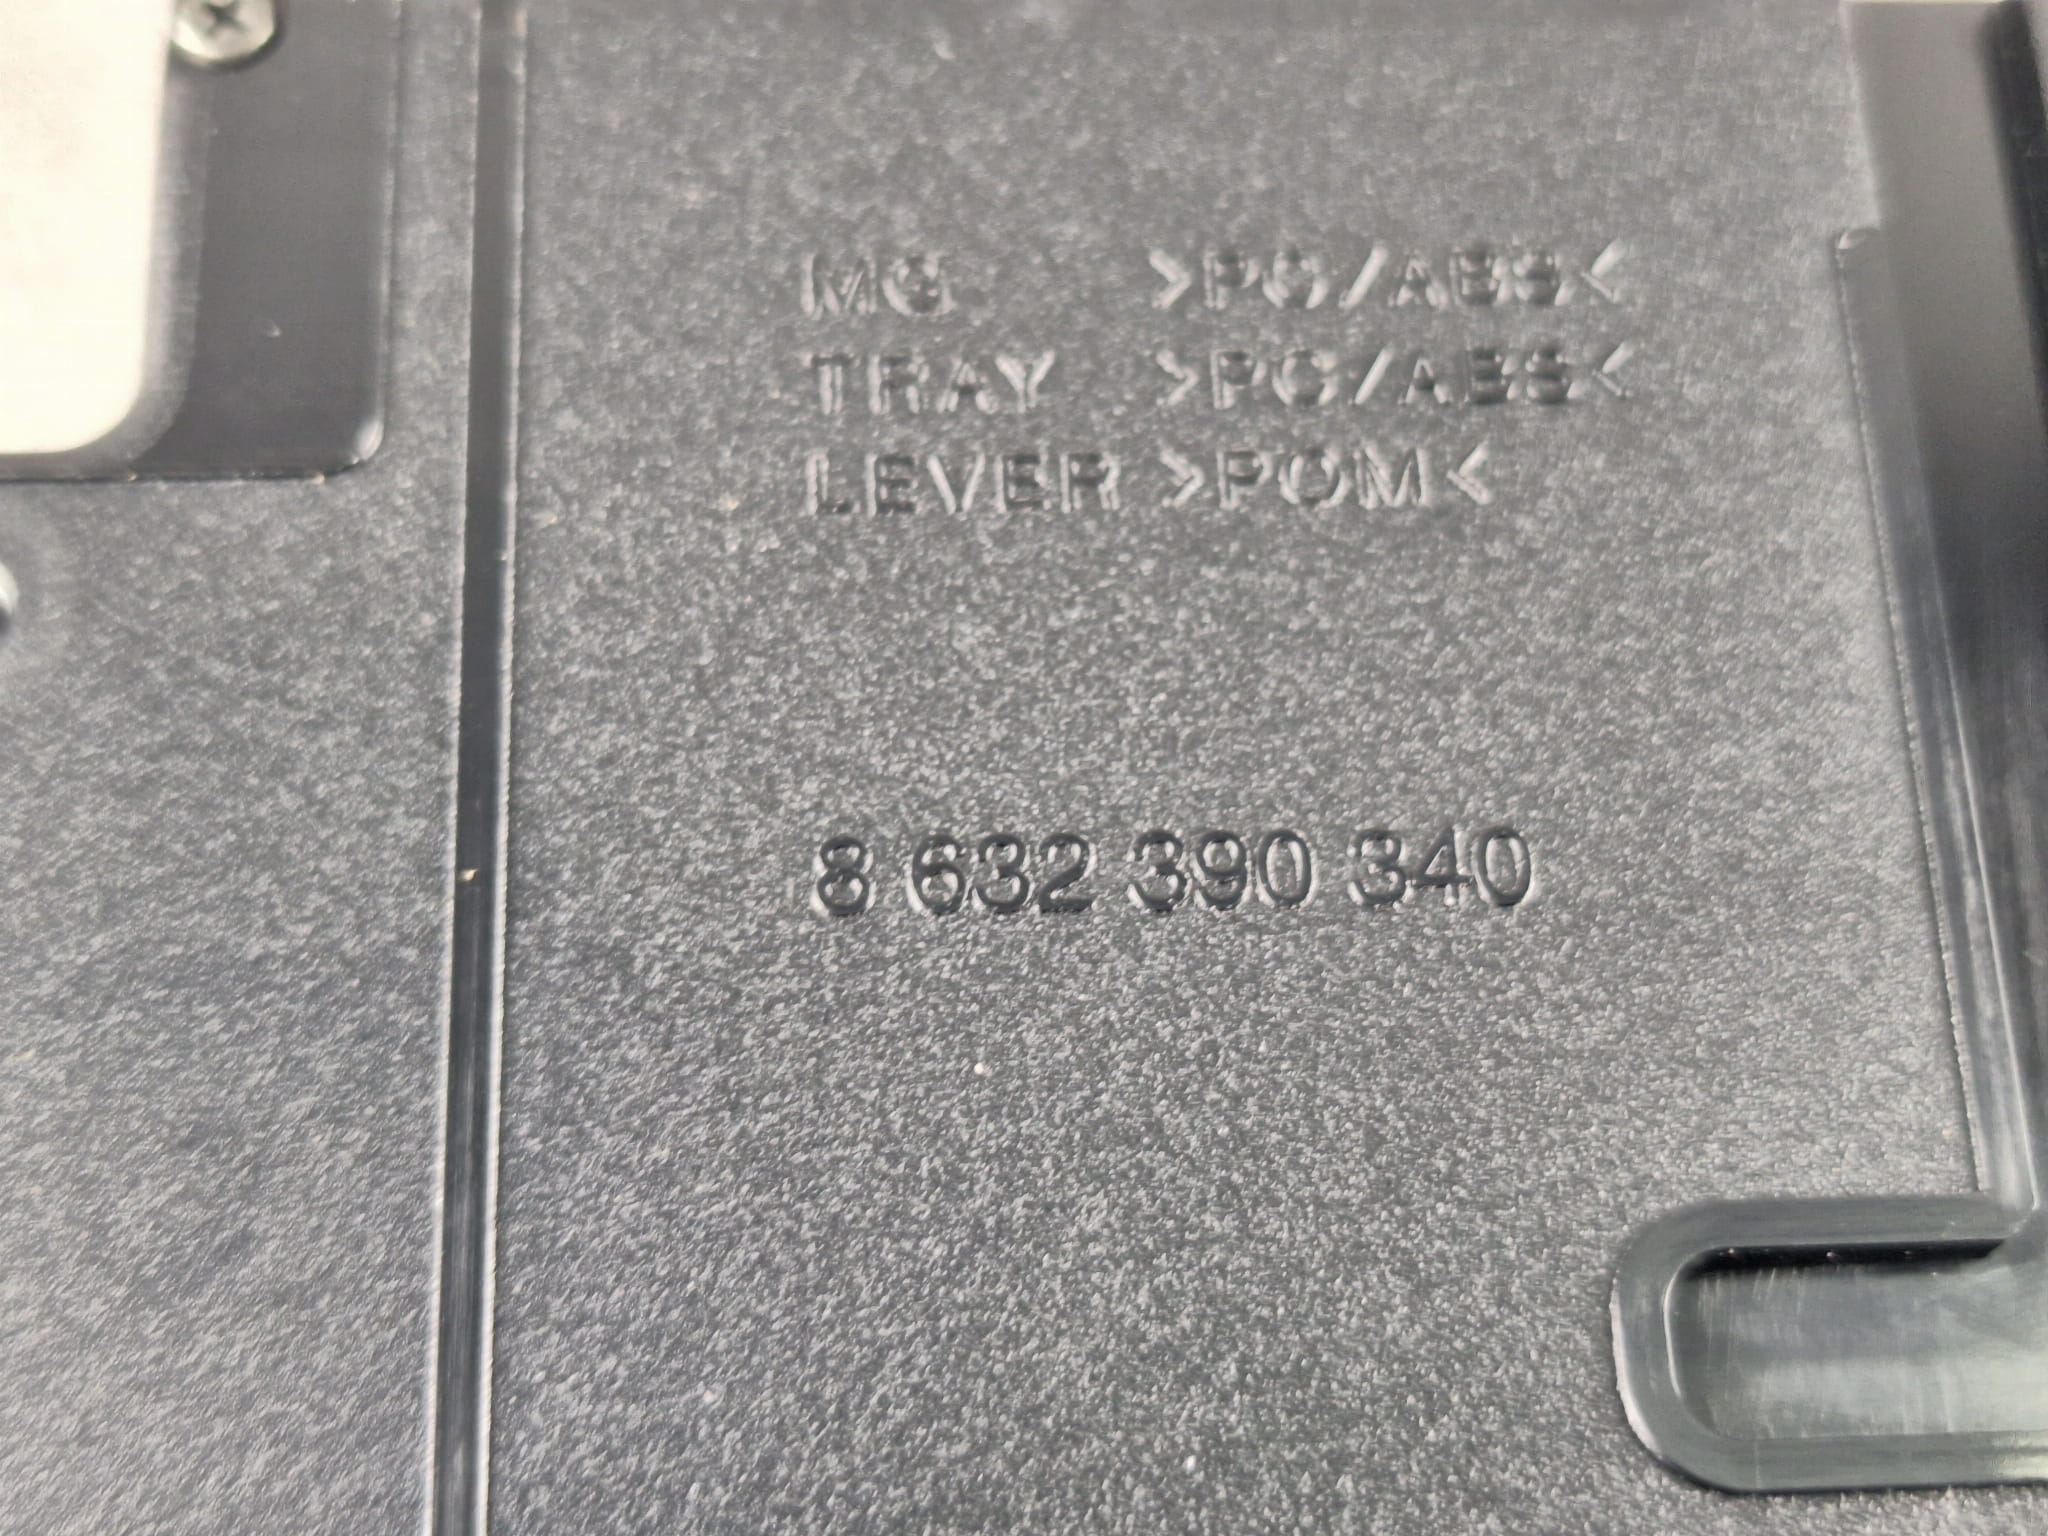 MG >PC/ABS<
TRAY >PC/ABS<
LEVER >POM<
8 632 390 340